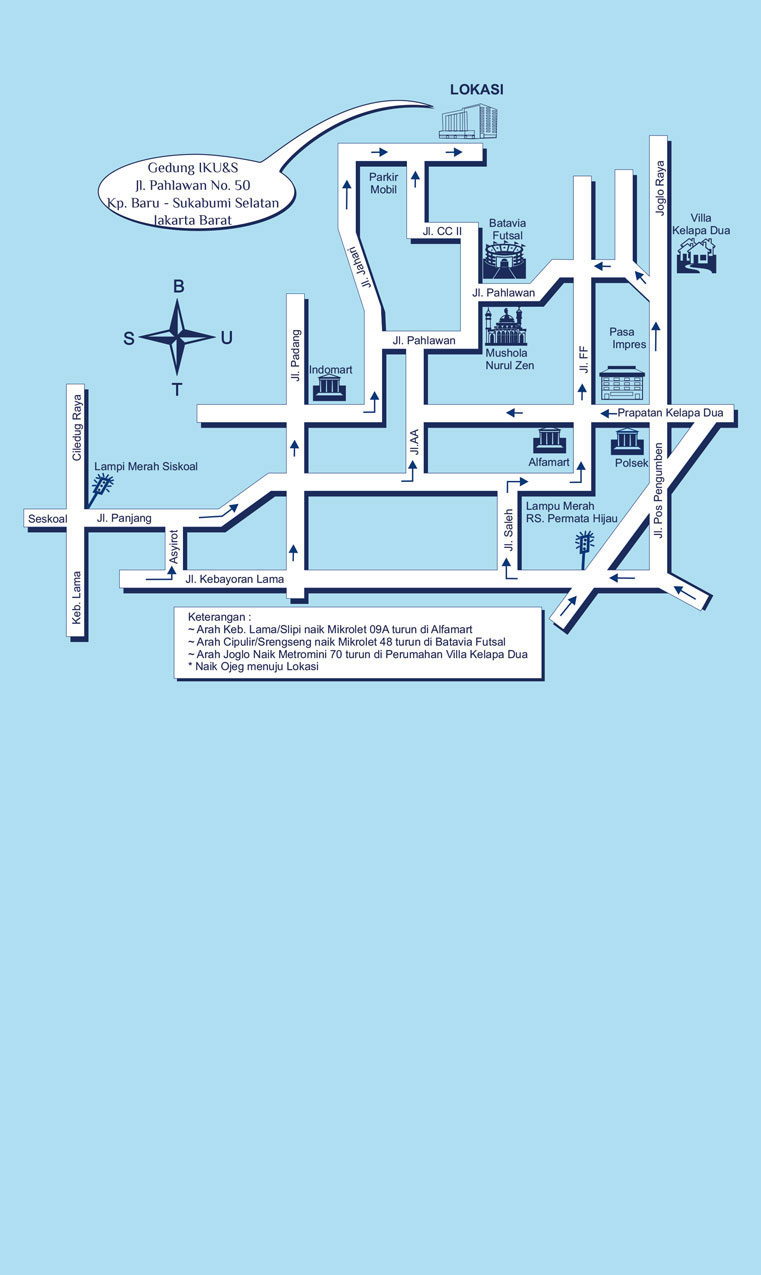 LOKASI
Gedung IKU&S
Jl. Pahlawan No. 50
Kp. Baru - Sukabumi Selatan
Jakarta Barat
Parkir
Mobil
Jl. CC II
Batavia
Futsal
Joglo Raya
Villa
Kelapa Dua
Jl. Jahari
Jl. Pahlawan
B
S
U
T
Jl. Padang
Jl. Pahlawan
Mushola
Nurul Zen
Pasa
Impres
Jl. FF
Indomart
Prapatan Kelapa Dua
Ciledug Raya
Jl.AA
Alfamart
Polsek
Lampi Merah Siskoal
Jl. Pos Pengumben
Seskoal
Jl. Panjang
Lampu Merah
RS. Permata Hijau
Asyirot
Jl. Saleh
Keb. Lama
Jl. Kebayoran Lama
Keterangan :
~ Arah Keb. Lama/Slipi naik Mikrolet 09A turun di Alfamart
~ Arah Cipulir/Srengseng naik Mikrolet 48 turun di Batavia Futsal
~ Arah Joglo Naik Metromini 70 turun di Perumahan Villa Kelapa Dua
* Naik Ojeg menuju Lokasi